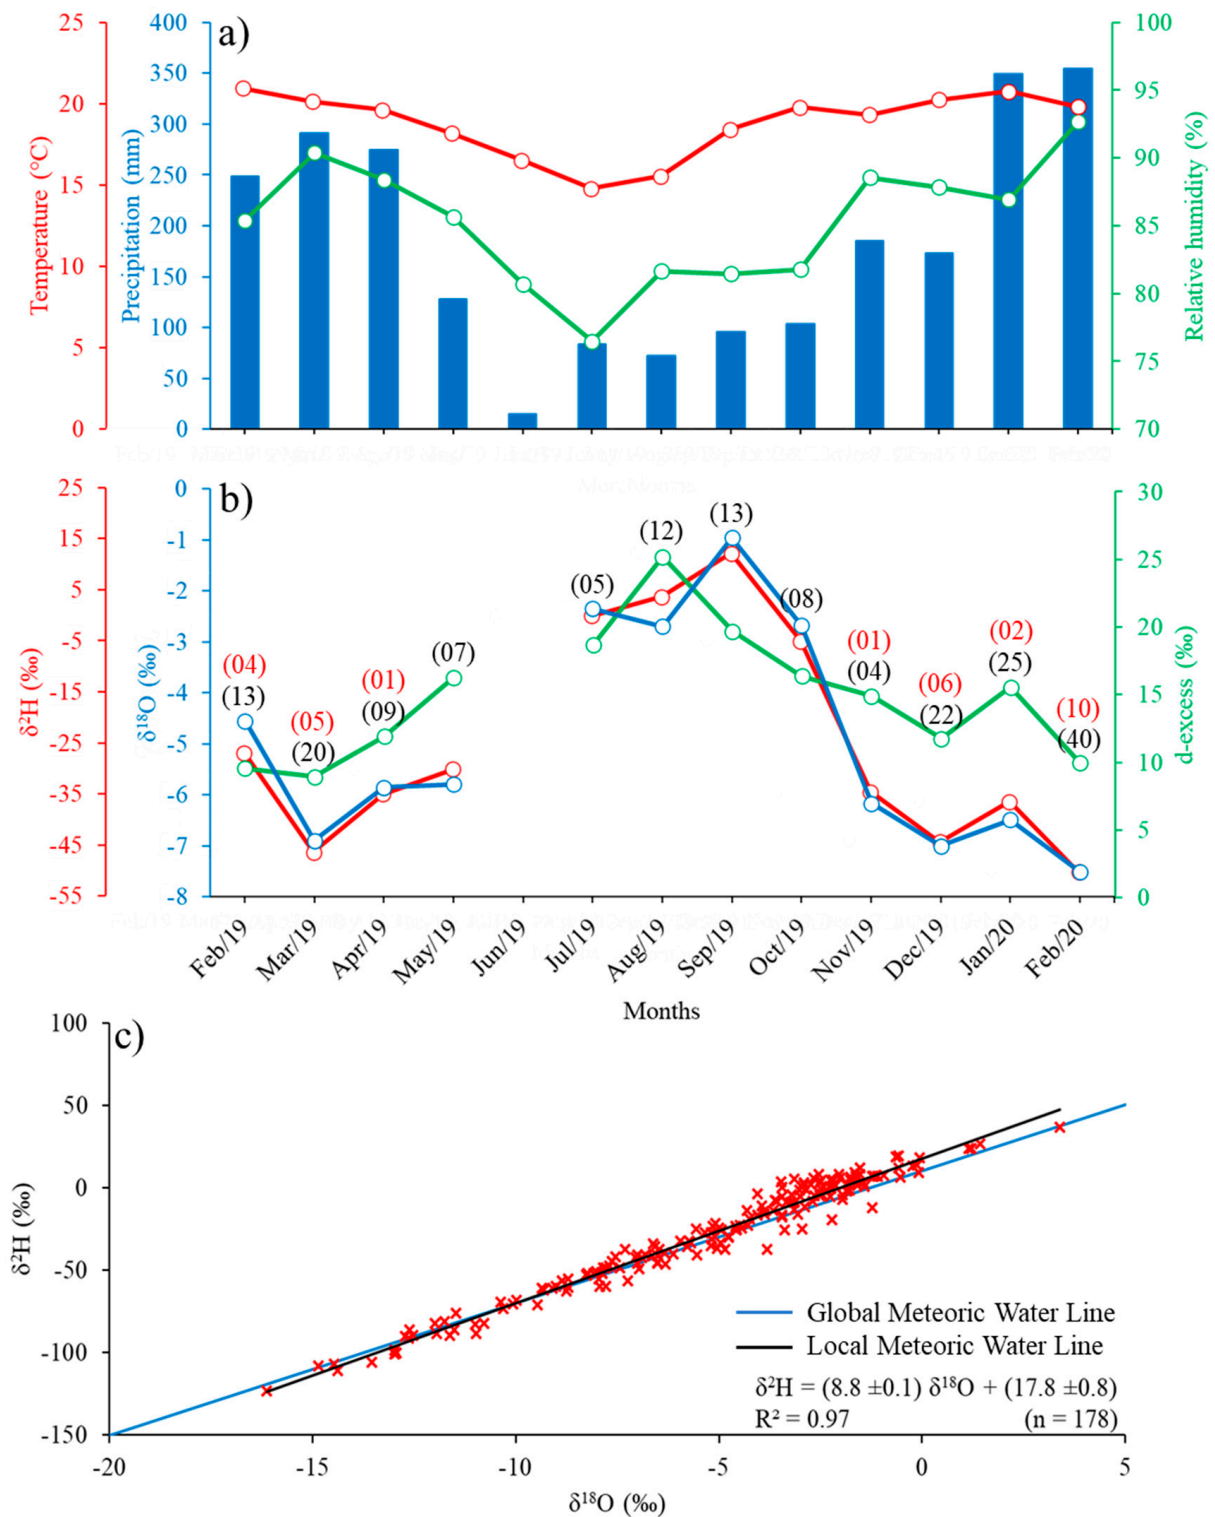 a)
Temperature (°C)
25
20
15
10
5
0
Precipitation (mm)
400
350
300
250
200
150
100
50
0
100
95
90
85
80
75
70
Relative humidity (%)
b)
δ²H (‰)
25
15
5
-5
-15
-25
-35
-45
-55
δ¹⁸O (‰)
0
-1
-2
-3
-4
-5
-6
-7
-8
(04)
(13)
(05)
(20)
(01)
(09)
(07)
(05)
(12)
(13)
(08)
(01)
(04)
(06)
(22)
(02)
(25)
(10)
(40)
30
25
20
15
10
5
0
d-excess (‰)
Feb/19
Mar/19
Apr/19
May/19
Jun/19
Jul/19
Aug/19
Sep/19
Oct/19
Nov/19
Dec/19
Jan/20
Feb/20
Months
c)
δ²H (‰)
100
50
0
-50
-100
-150
Global Meteoric Water Line
Local Meteoric Water Line
δ²H = (8.8 ±0.1) δ¹⁸O + (17.8 ±0.8)
R² = 0.97 (n = 178)
-20 -15 -10 -5 0 5
δ¹⁸O (‰)